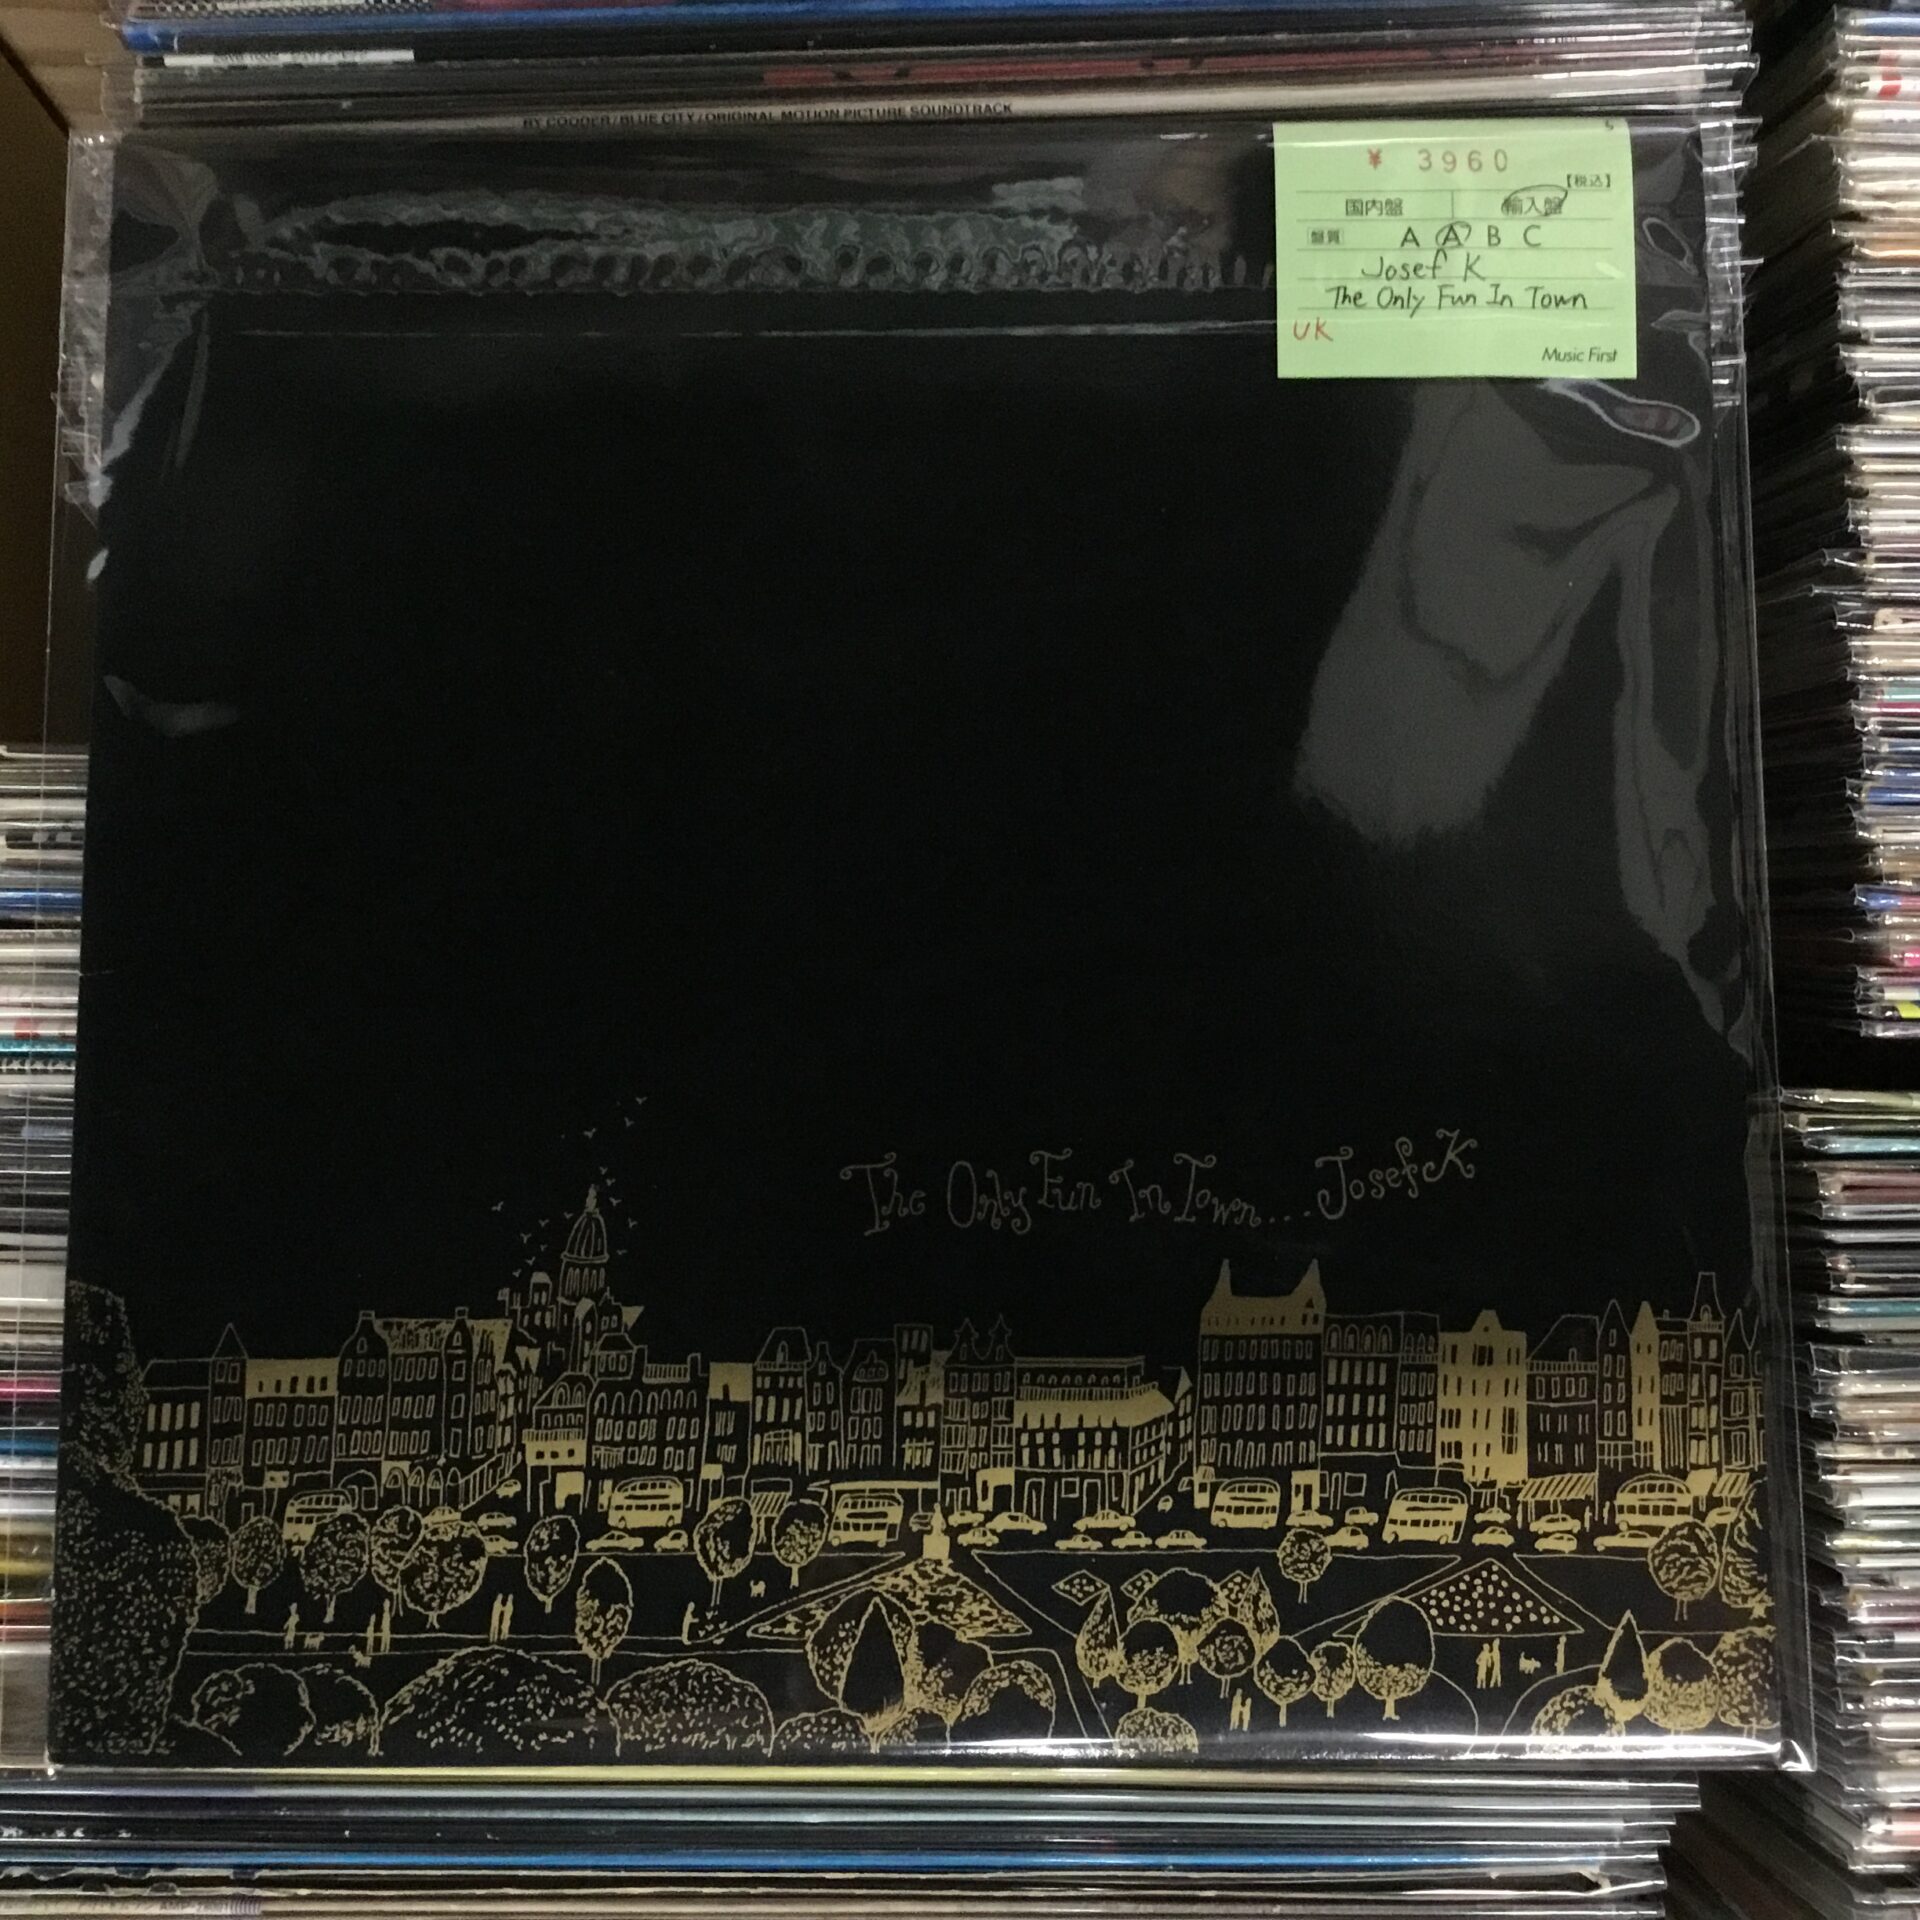 RY COODER/BLUE CITY/ORIGINAL MOTION PICTURE SOUNDTRACK
¥ 3960
【税込】
国内盤 輸入盤
盤質 A A' B C
Josef K
The Only Fun In Town
UK
Music First
The Only Fun In Town...Josef K